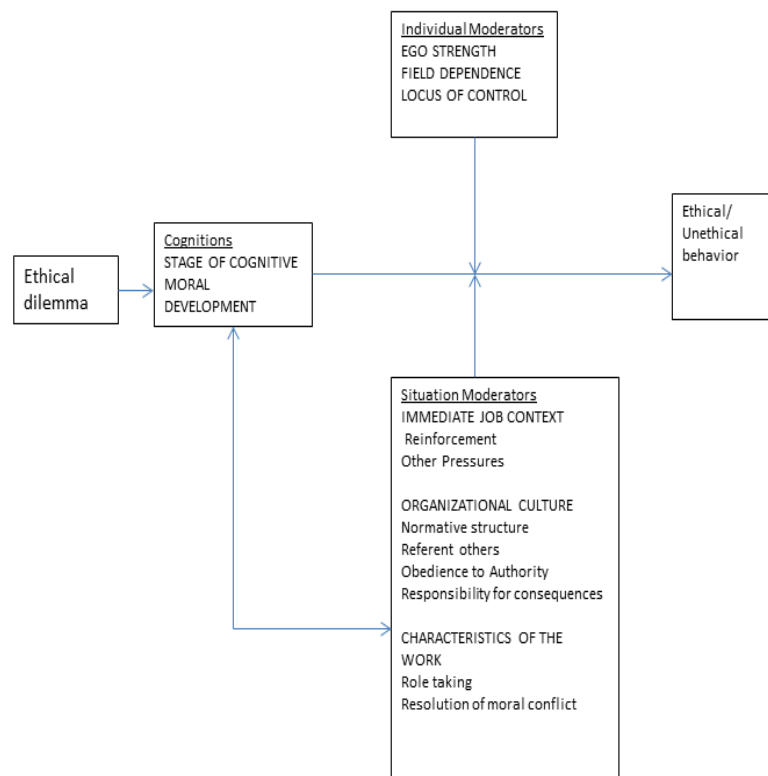 Individual Moderators
EGO STRENGTH
FIELD DEPENDENCE
LOCUS OF CONTROL
Ethical dilemma
Cognitions
STAGE OF COGNITIVE
MORAL
DEVELOPMENT
Ethical/
Unethical
behavior
Situation Moderators
IMMEDIATE JOB CONTEXT
Reinforcement
Other Pressures
ORGANIZATIONAL CULTURE
Normative structure
Referent others
Obedience to Authority
Responsibility for consequences
CHARACTERISTICS OF THE
WORK
Role taking
Resolution of moral conflict